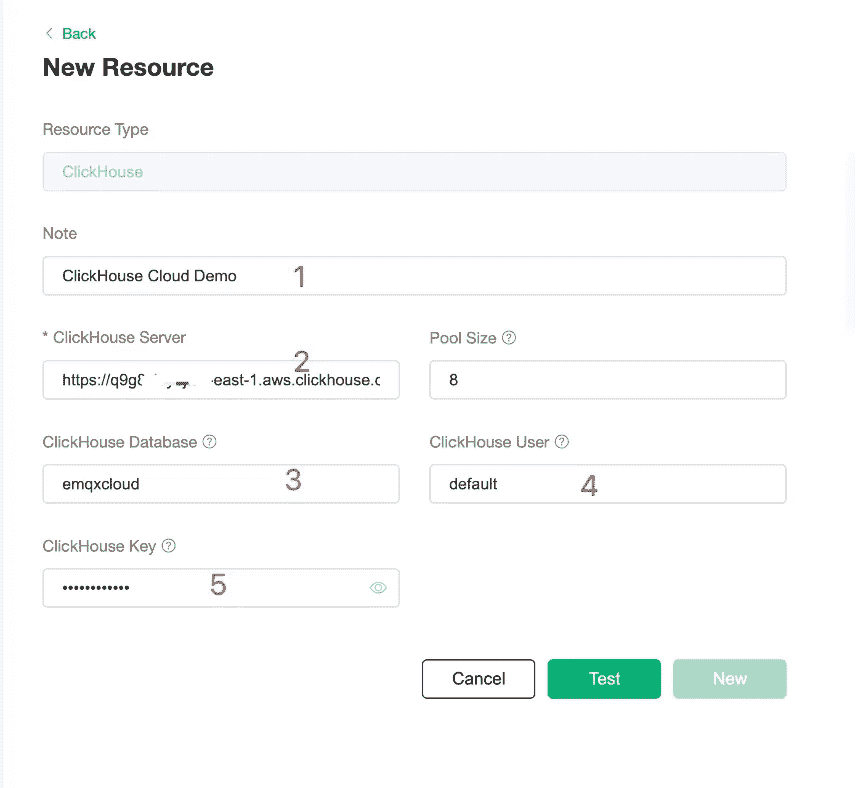 Back
New Resource
Resource Type
ClickHouse
Note
ClickHouse Cloud Demo 1
* ClickHouse Server Pool Size ?
2
https://q9g east-1.aws.clickhouse.c 8
ClickHouse Database ? ClickHouse User ?
emqxcloud 3 default 4
ClickHouse Key ?
•••••••••••• 5
Cancel Test New